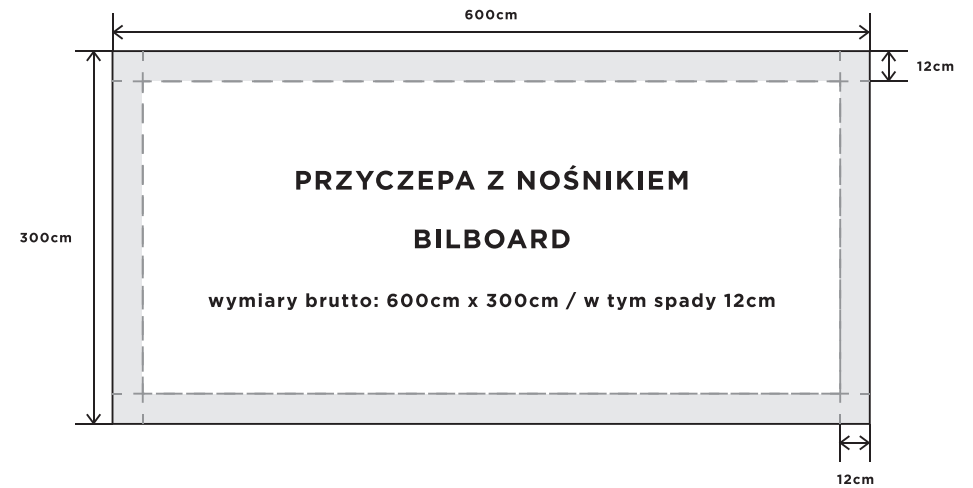 600cm
12cm
PRZYCZEPA Z NOŚNIKIEM
300cm
BILBOARD
wymiary brutto: 600cm x 300cm / w tym spady 12cm
12cm